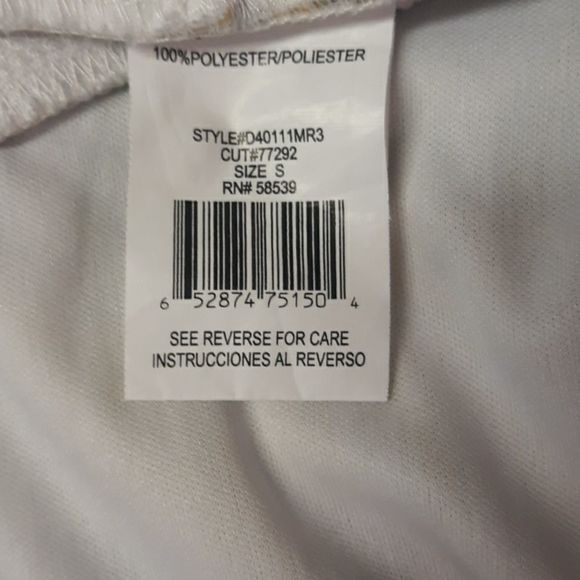 100%POLYESTER/POLIESTER
STYLE#D40111MR3
CUT#77292
SIZE S
RN# 58539
6 52874 75150 4
SEE REVERSE FOR CARE
INSTRUCCIONES AL REVERSO